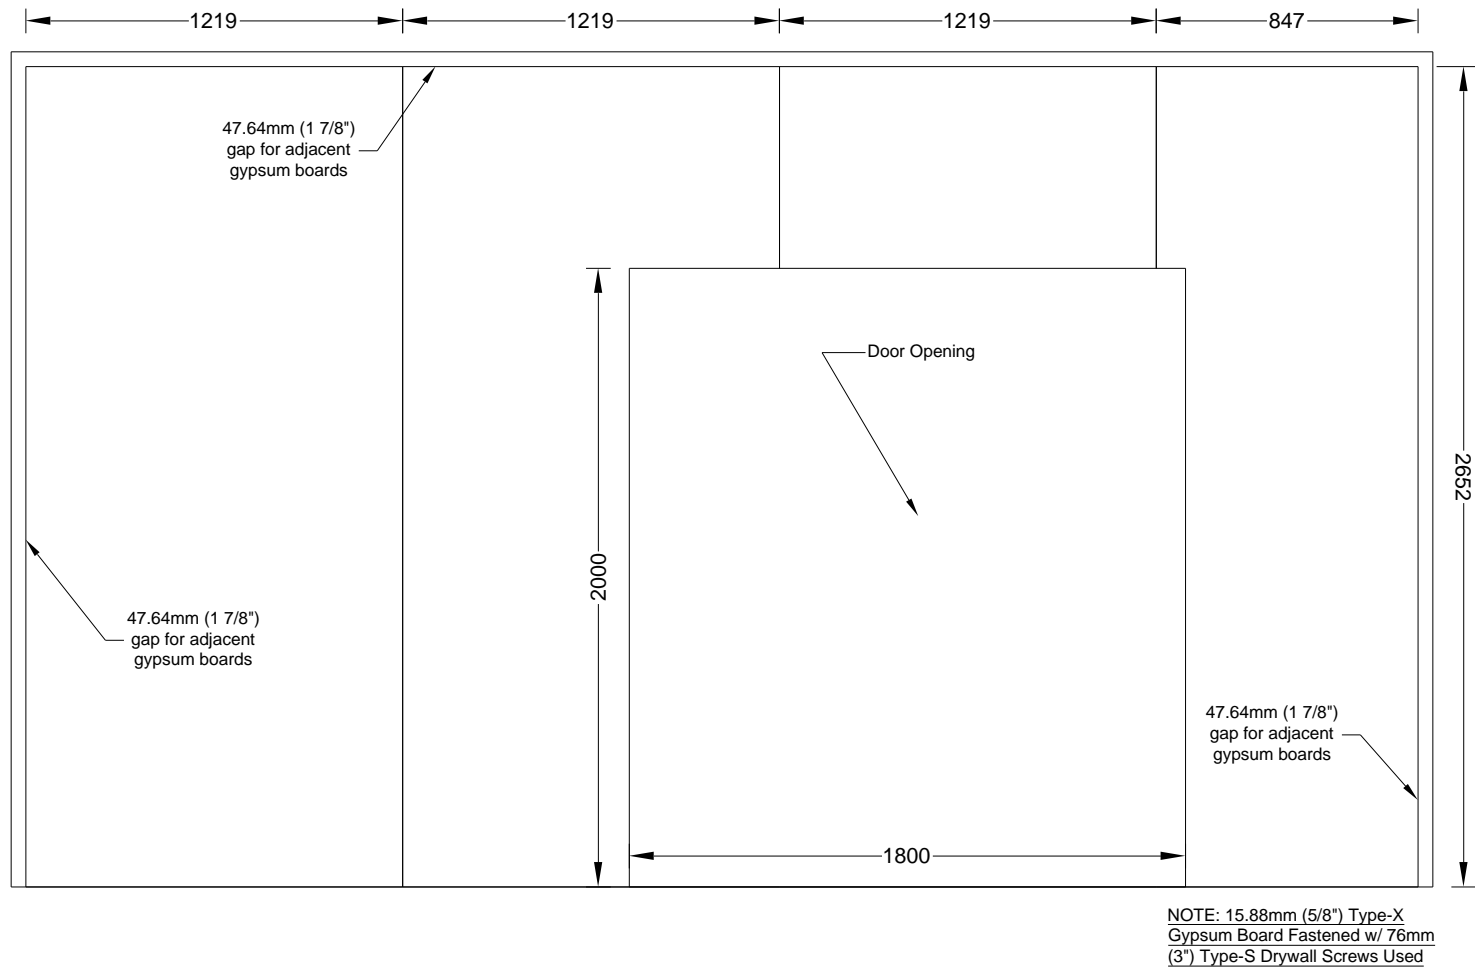 1219
1219
1219
847
47.64mm (1 7/8")
gap for adjacent
gypsum boards
Door Opening
2652
2000
47.64mm (1 7/8")
gap for adjacent
gypsum boards
47.64mm (1 7/8")
gap for adjacent
gypsum boards
1800
NOTE: 15.88mm (5/8") Type-X
Gypsum Board Fastened w/ 76mm
(3") Type-S Drywall Screws Used